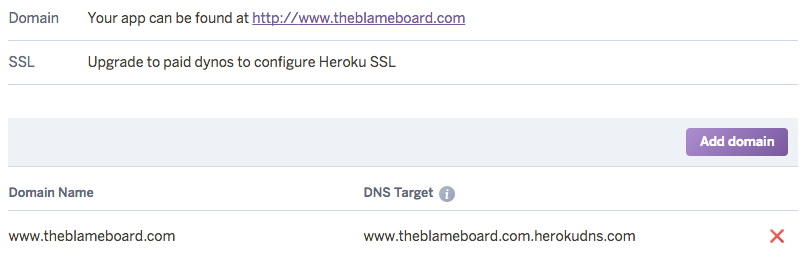 Domain Your app can be found at http://www.theblameboard.com
SSL Upgrade to paid dynos to configure Heroku SSL
Add domain
Domain Name DNS Target i
www.theblameboard.com www.theblameboard.com.herokudns.com